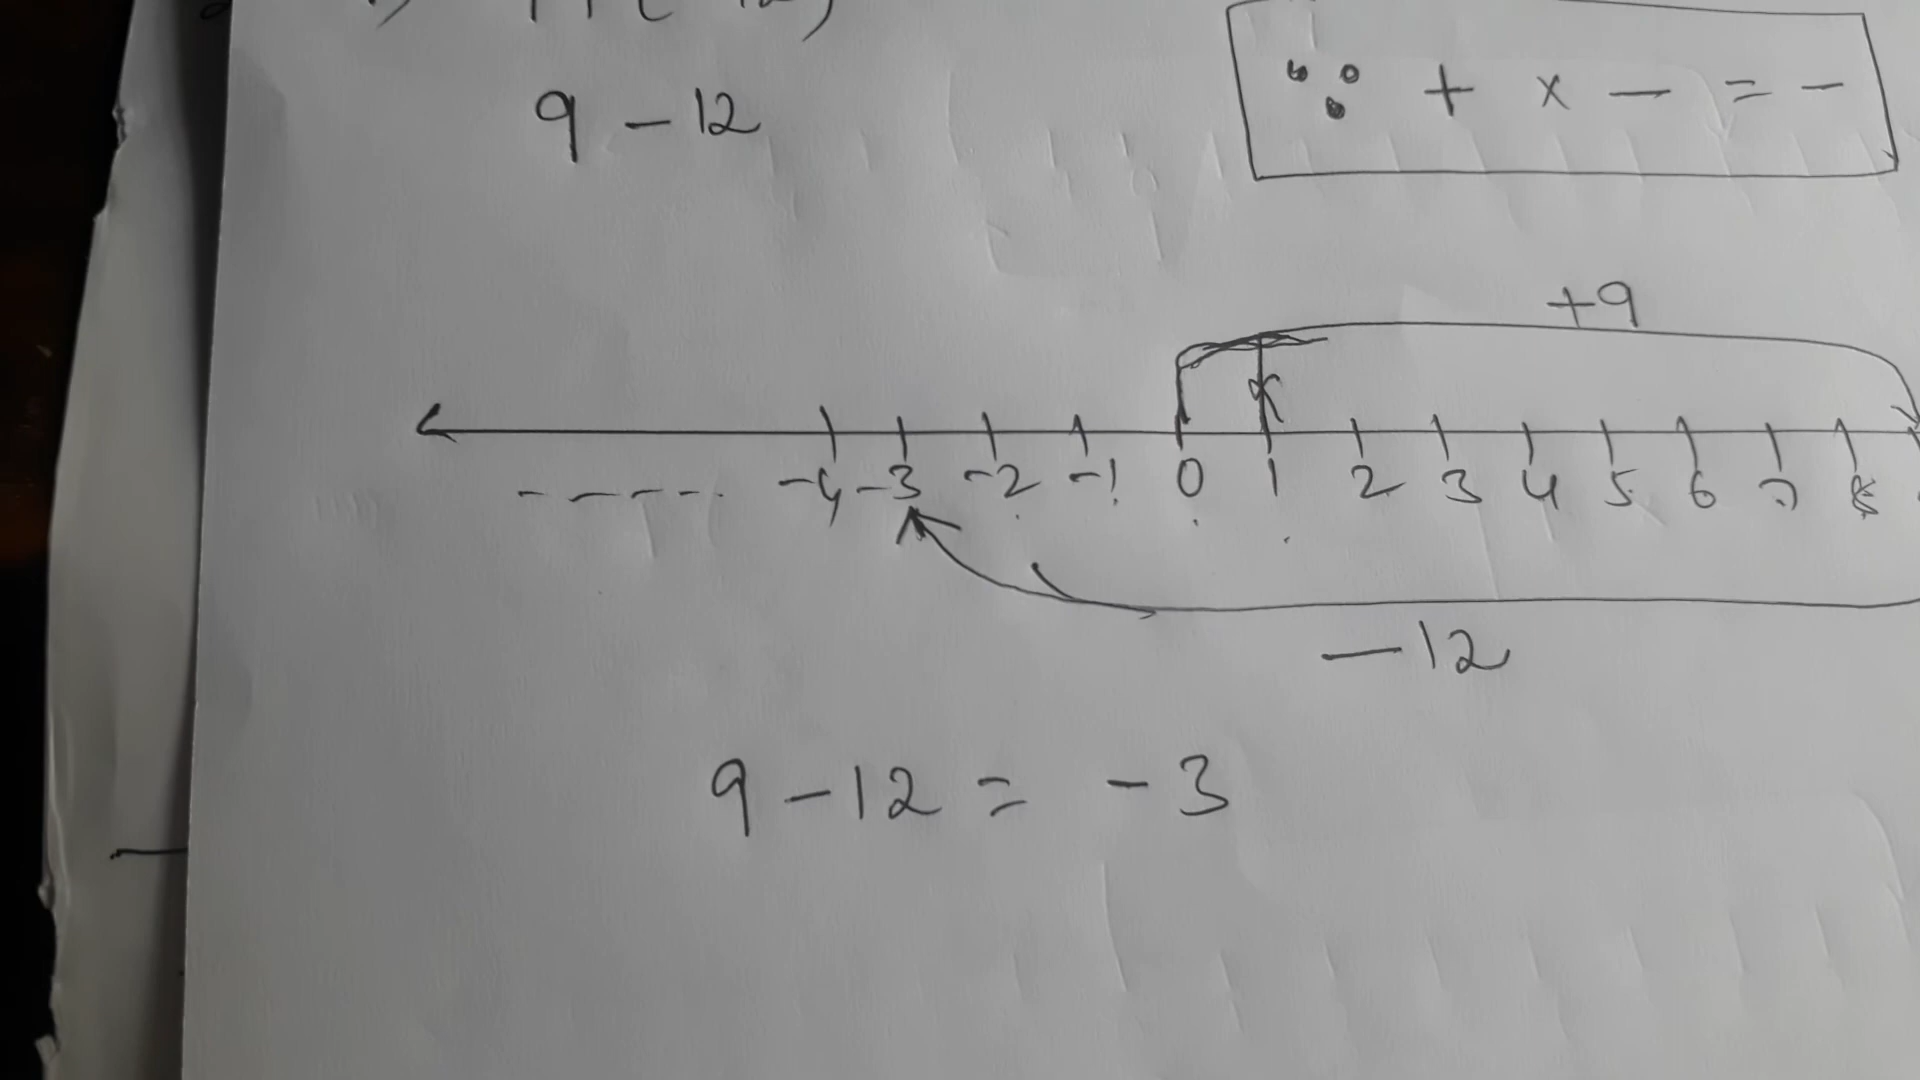 9 - 12
∵ + x - = -
+9
- - - - -4 -3 -2 -1 0 1 2 3 4 5 6 7 8
-12
9 - 12 = - 3